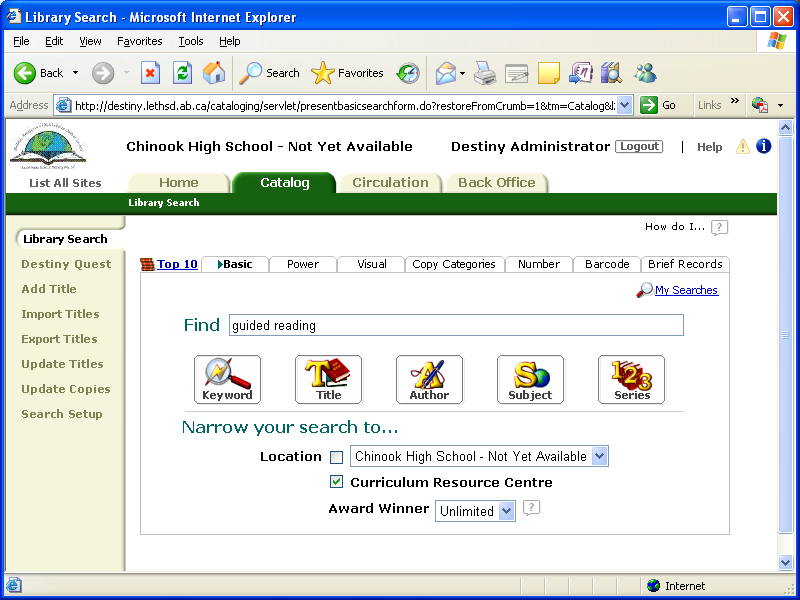 Library Search - Microsoft Internet Explorer
File Edit View Favorites Tools Help
Back Search Favorites
Address http://destiny.lethsd.ab.ca/cataloging/servlet/presentbasicsearchform.do?restoreFromCrumb=1&tm=Catalog&l Go Links »
Chinook High School - Not Yet Available Destiny Administrator Logout | Help
List All Sites Home Catalog Circulation Back Office
Library Search
How do I... ?
Library Search
Destiny Quest
Add Title
Import Titles
Export Titles
Update Titles
Update Copies
Search Setup
Top 10 Basic Power Visual Copy Categories Number Barcode Brief Records
My Searches
Find guided reading
Keyword Title Author Subject Series
Narrow your search to...
Location Chinook High School - Not Yet Available
Curriculum Resource Centre
Award Winner Unlimited ?
Internet